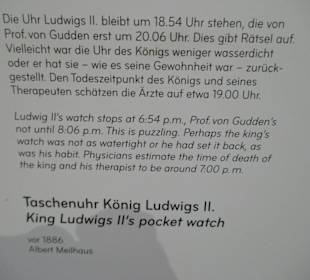 Die Uhr Ludwigs II. bleibt um 18.54 Uhr stehen, die von
Prof. von Gudden erst um 20.06 Uhr. Dies gibt Rätsel auf.
Vielleicht war die Uhr des Königs weniger wasserdicht
oder er hat sie – wie es seine Gewohnheit war – zurück-
gestellt. Den Todeszeitpunkt des Königs und seines
Therapeuten schätzen die Ärzte auf etwa 19.00 Uhr.
Ludwig II's watch stops at 6:54 p.m., Prof. von Gudden's
not until 8:06 p.m. This is puzzling. Perhaps the king's
watch was not as watertight or he had set it back, as
was his habit. Physicians estimate the time of death of
the king and his therapist to be around 7.00 p. m.
Taschenuhr König Ludwigs II.
King Ludwigs II's pocket watch
vor 1886
Albert Meilhaus